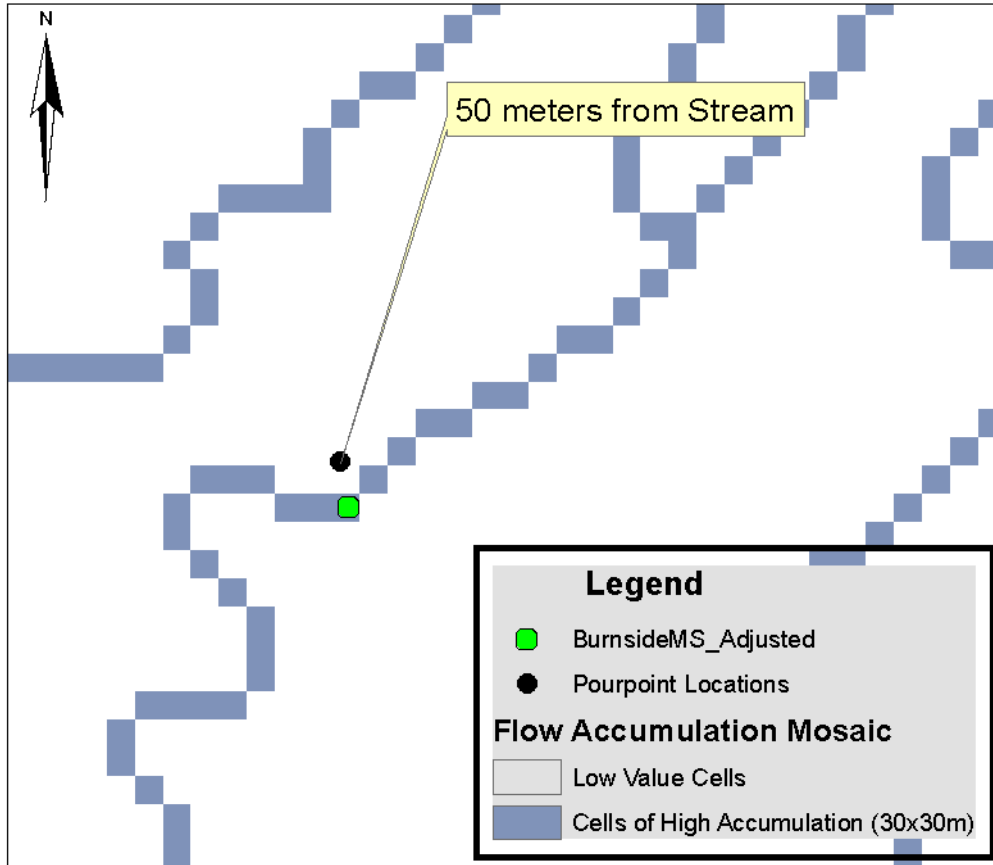 N
50 meters from Stream
Legend
BurnsideMS_Adjusted
Pourpoint Locations
Flow Accumulation Mosaic
Low Value Cells
Cells of High Accumulation (30x30m)